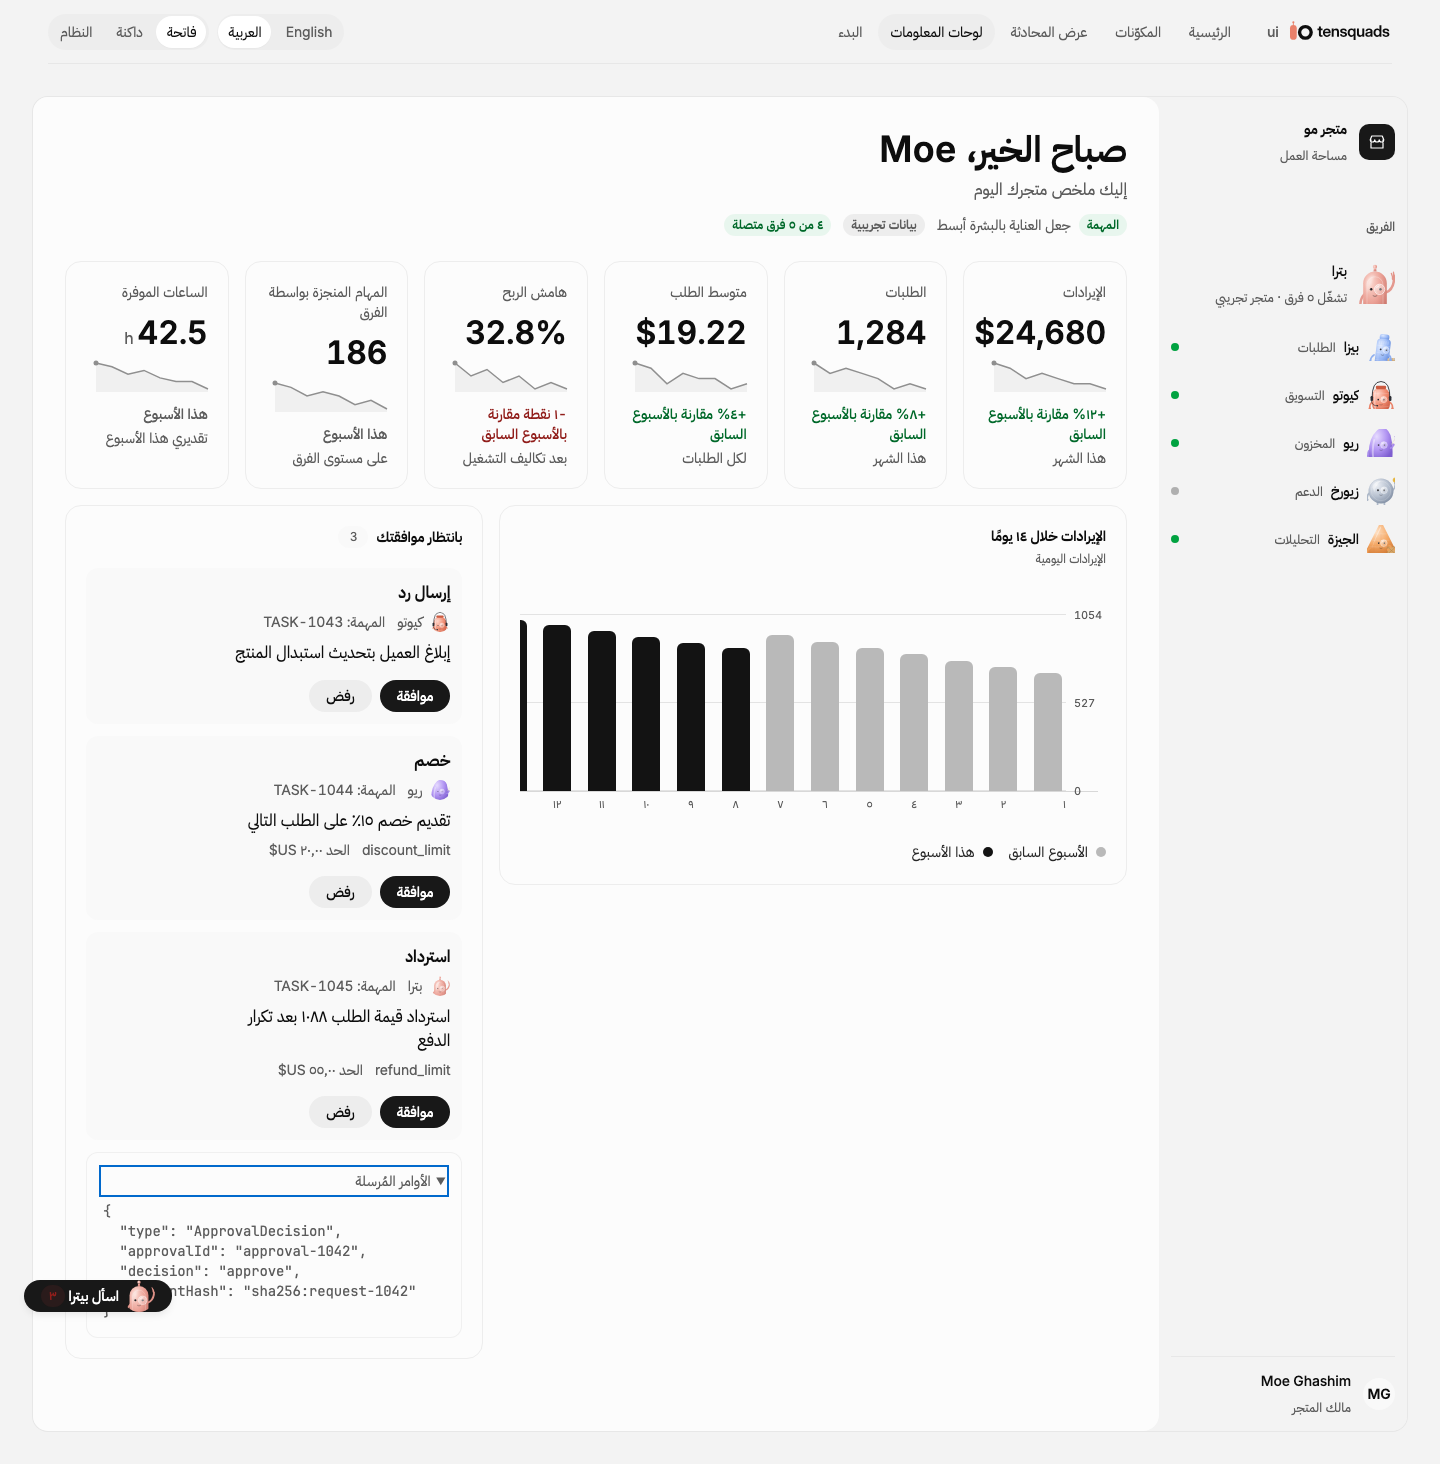 tensquads ui
الرئيسية
المكوّنات
عرض المحادثة
لوحات المعلومات
البدء
English
العربية
فاتحة
داكنة
النظام
متجر مو
مساحة العمل
الفريق
بترا
تشغّل ٥ فرق · متجر تجريبي
بيزا الطلبات
كيوتو التسويق
ريو المخزون
زيورخ الدعم
الجيزة التحليلات
MG
Moe Ghashim
مالك المتجر
صباح الخير، Moe
إليك ملخص متجرك اليوم
المهمة جعل العناية بالبشرة أبسط بيانات تجريبية ٤ من ٥ فرق متصلة
الإيرادات
$24,680
+١٢% مقارنة بالأسبوع
السابق
هذا الشهر
الطلبات
1,284
+٨% مقارنة بالأسبوع
السابق
هذا الشهر
متوسط الطلب
$19.22
+٤% مقارنة بالأسبوع
السابق
لكل الطلبات
هامش الربح
32.8%
-١ نقطة مقارنة
بالأسبوع السابق
بعد تكاليف التشغيل
المهام المنجزة بواسطة
الفرق
186
هذا الأسبوع
على مستوى الفرق
الساعات الموفرة
42.5 h
هذا الأسبوع
تقديري هذا الأسبوع
الإيرادات خلال ١٤ يومًا
الإيرادات اليومية
1054
527
0
١ ٢ ٣ ٤ ٥ ٦ ٧ ٨ ٩ ١٠ ١١ ١٢
الأسبوع السابق هذا الأسبوع
بانتظار موافقتك 3
إرسال رد
كيوتو المهمة: TASK-1043
إبلاغ العميل بتحديث استبدال المنتج
موافقة رفض
خصم
ريو المهمة: TASK-1044
تقديم خصم ١٥٪ على الطلب التالي
discount_limit الحد ٢٠,٠٠ US$
موافقة رفض
استرداد
بترا المهمة: TASK-1045
استرداد قيمة الطلب ١٠٨٨ بعد تكرار
الدفع
refund_limit الحد ٥٥,٠٠ US$
موافقة رفض
الأوامر المُرسلة
{
"type": "ApprovalDecision",
"approvalId": "approval-1042",
"decision": "approve",
ntHash": "sha256:request-1042"
}
اسأل بيترا ٣